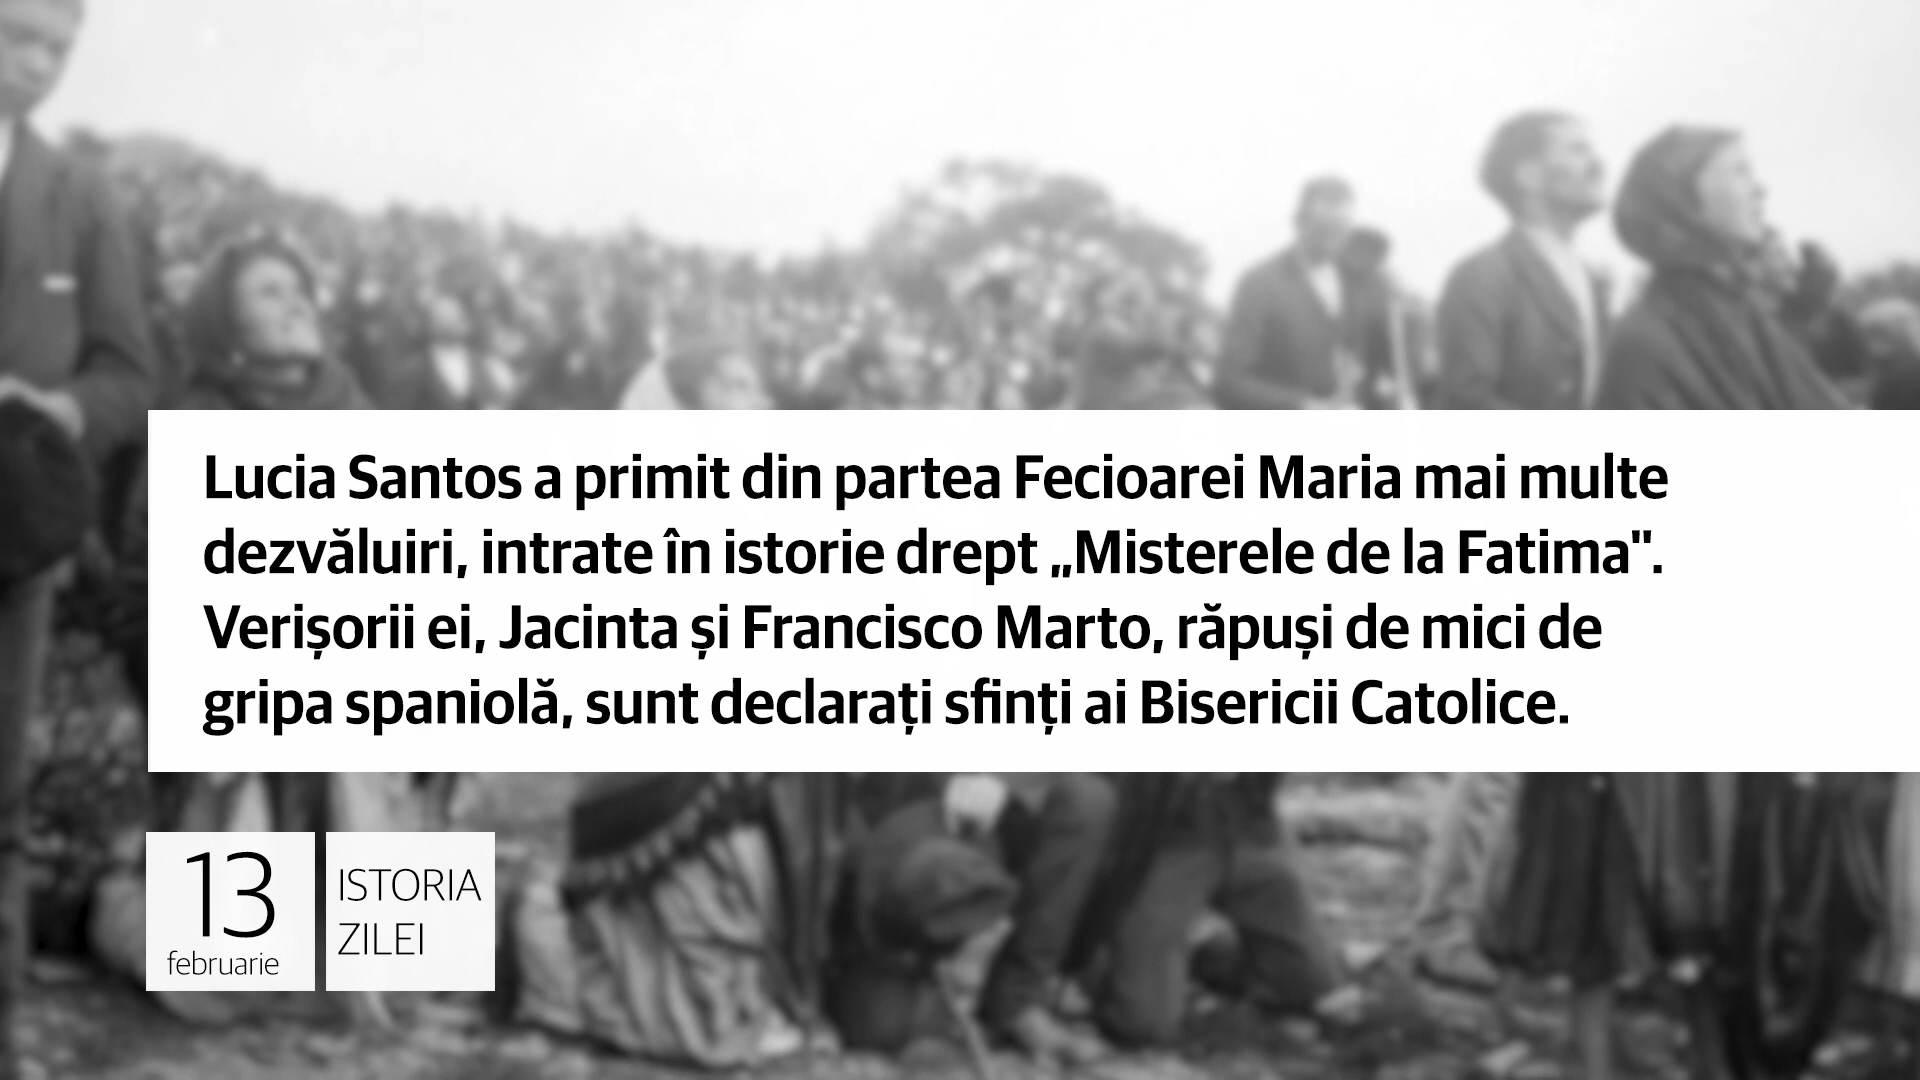 Lucia Santos a primit din partea Fecioarei Maria mai multe
dezvăluiri, intrate în istorie drept „Misterele de la Fatima".
Verișorii ei, Jacinta și Francisco Marto, răpuși de mici de
gripa spaniolă, sunt declarați sfinți ai Bisericii Catolice.
13
februarie
ISTORIA
ZILEI